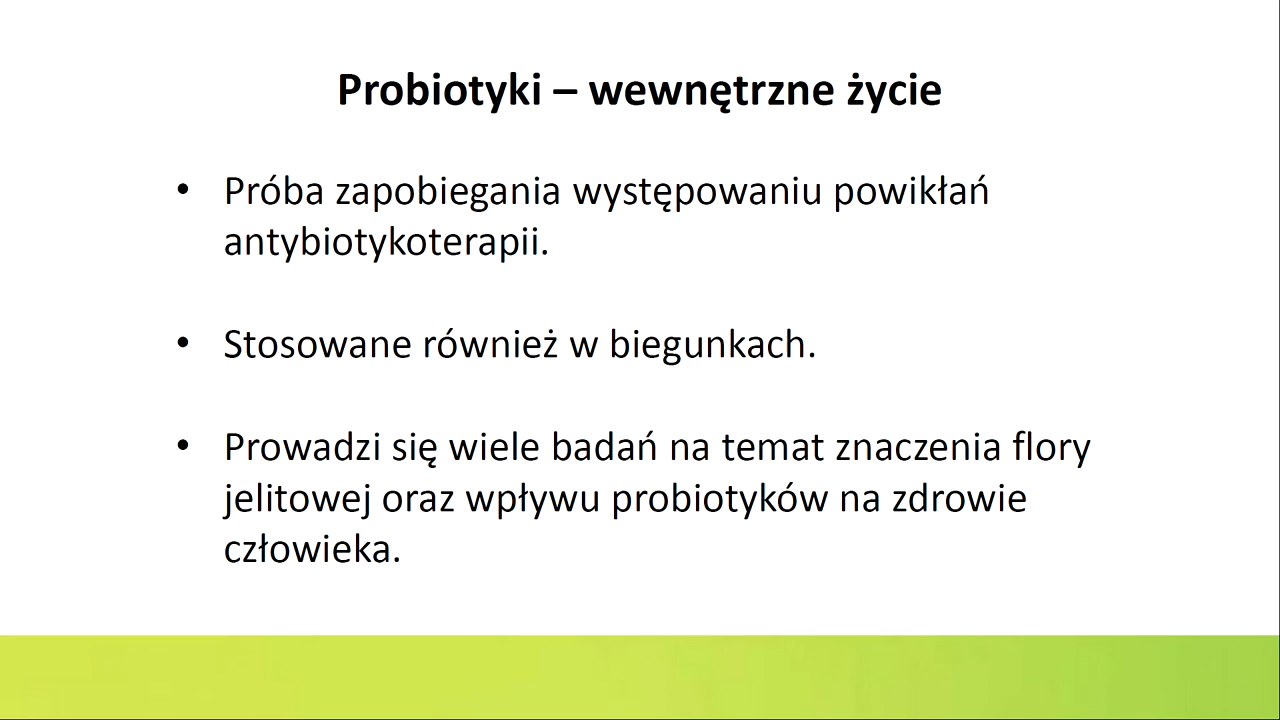 Probiotyki – wewnętrzne życie
• Próba zapobiegania występowaniu powikłań
antybiotykoterapii.
• Stosowane również w biegunkach.
• Prowadzi się wiele badań na temat znaczenia flory
jelitowej oraz wpływu probiotyków na zdrowie
człowieka.